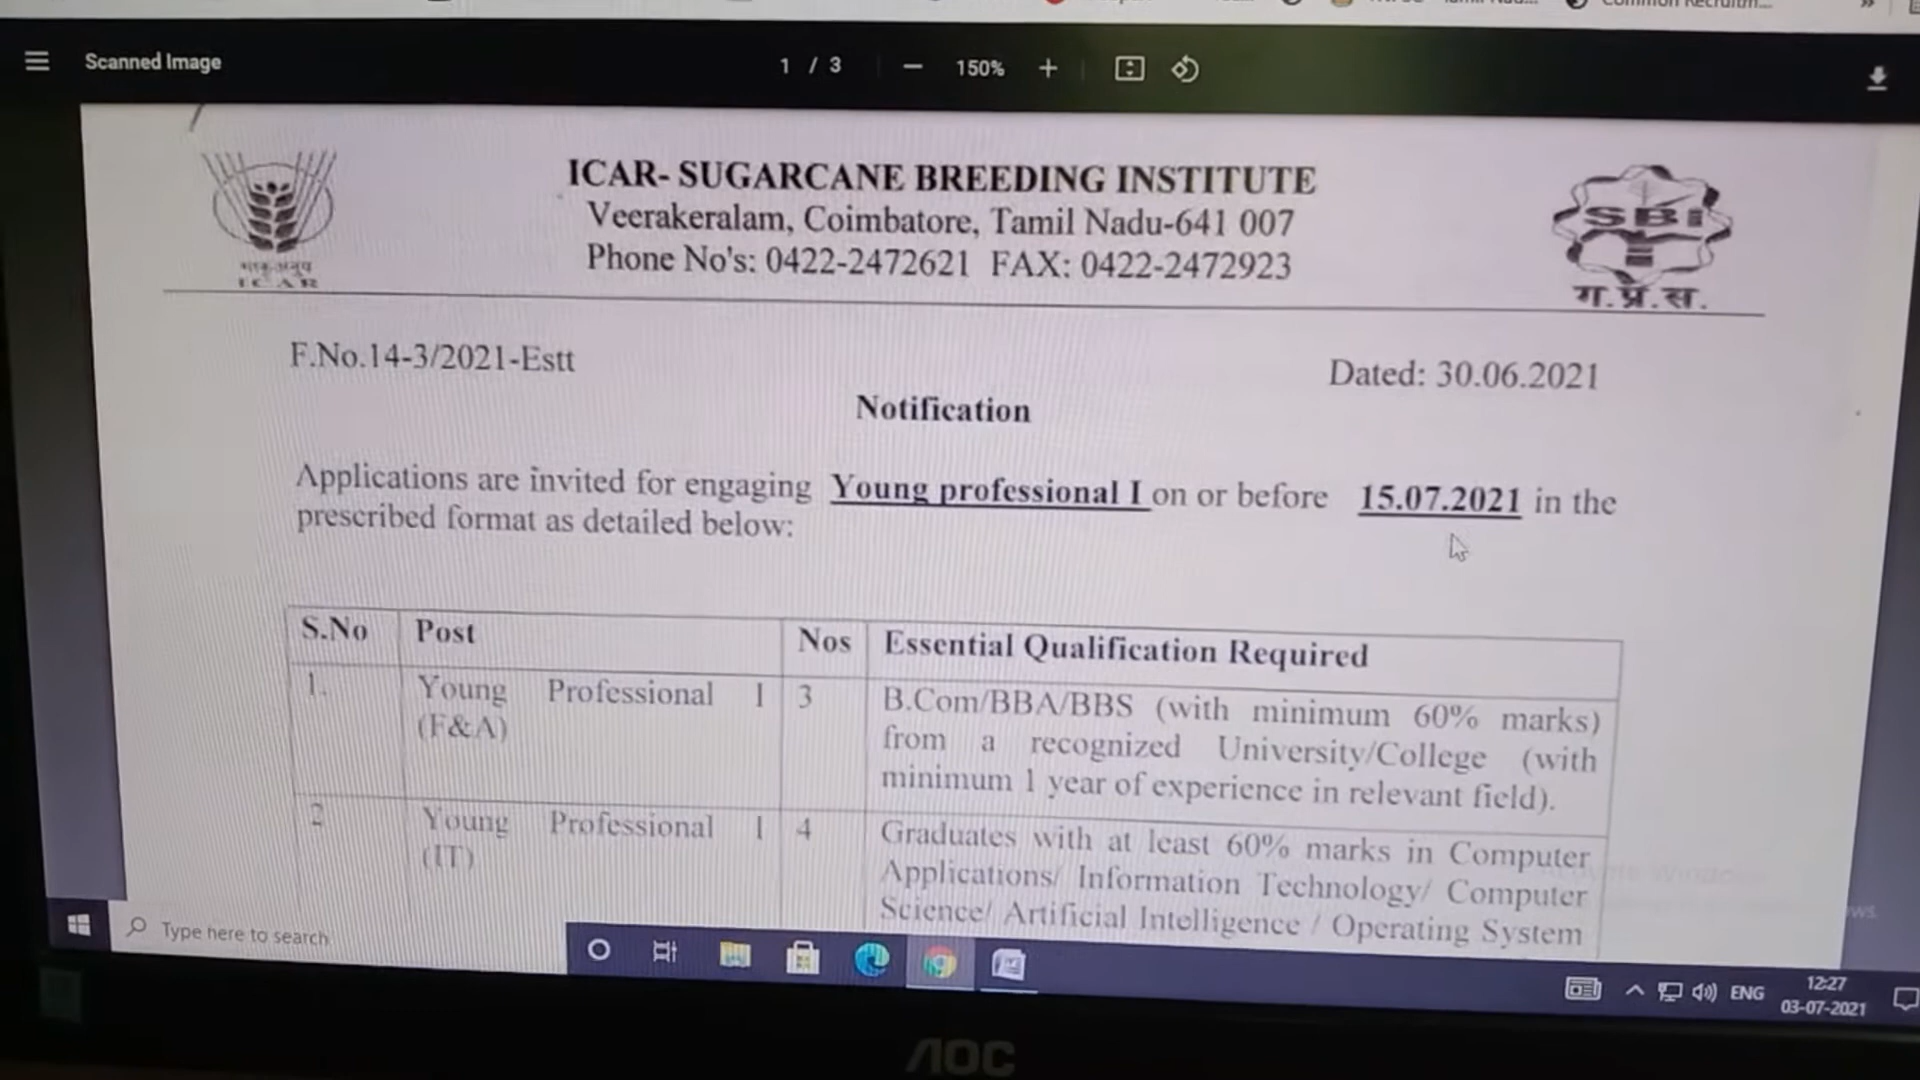 Scanned Image
1 / 3
150%
ICAR- SUGARCANE BREEDING INSTITUTE
Veerakeralam, Coimbatore, Tamil Nadu-641 007
Phone No's: 0422-2472621 FAX: 0422-2472923
ICAR
SBI
ग.प्रे.स.
F.No.14-3/2021-Estt
Dated: 30.06.2021
Notification
Applications are invited for engaging Young professional I on or before 15.07.2021 in the
prescribed format as detailed below:
S.No Post Nos Essential Qualification Required
1. Young Professional I 3 B.Com/BBA/BBS (with minimum 60% marks)
(F&A) from a recognized University/College (with
minimum 1 year of experience in relevant field).
2 Young Professional I 4 Graduates with at least 60% marks in Computer
(IT) Applications/ Information Technology/ Computer
Science/ Artificial Intelligence / Operating System
Type here to search
ENG
12:27
03-07-2021
AOC